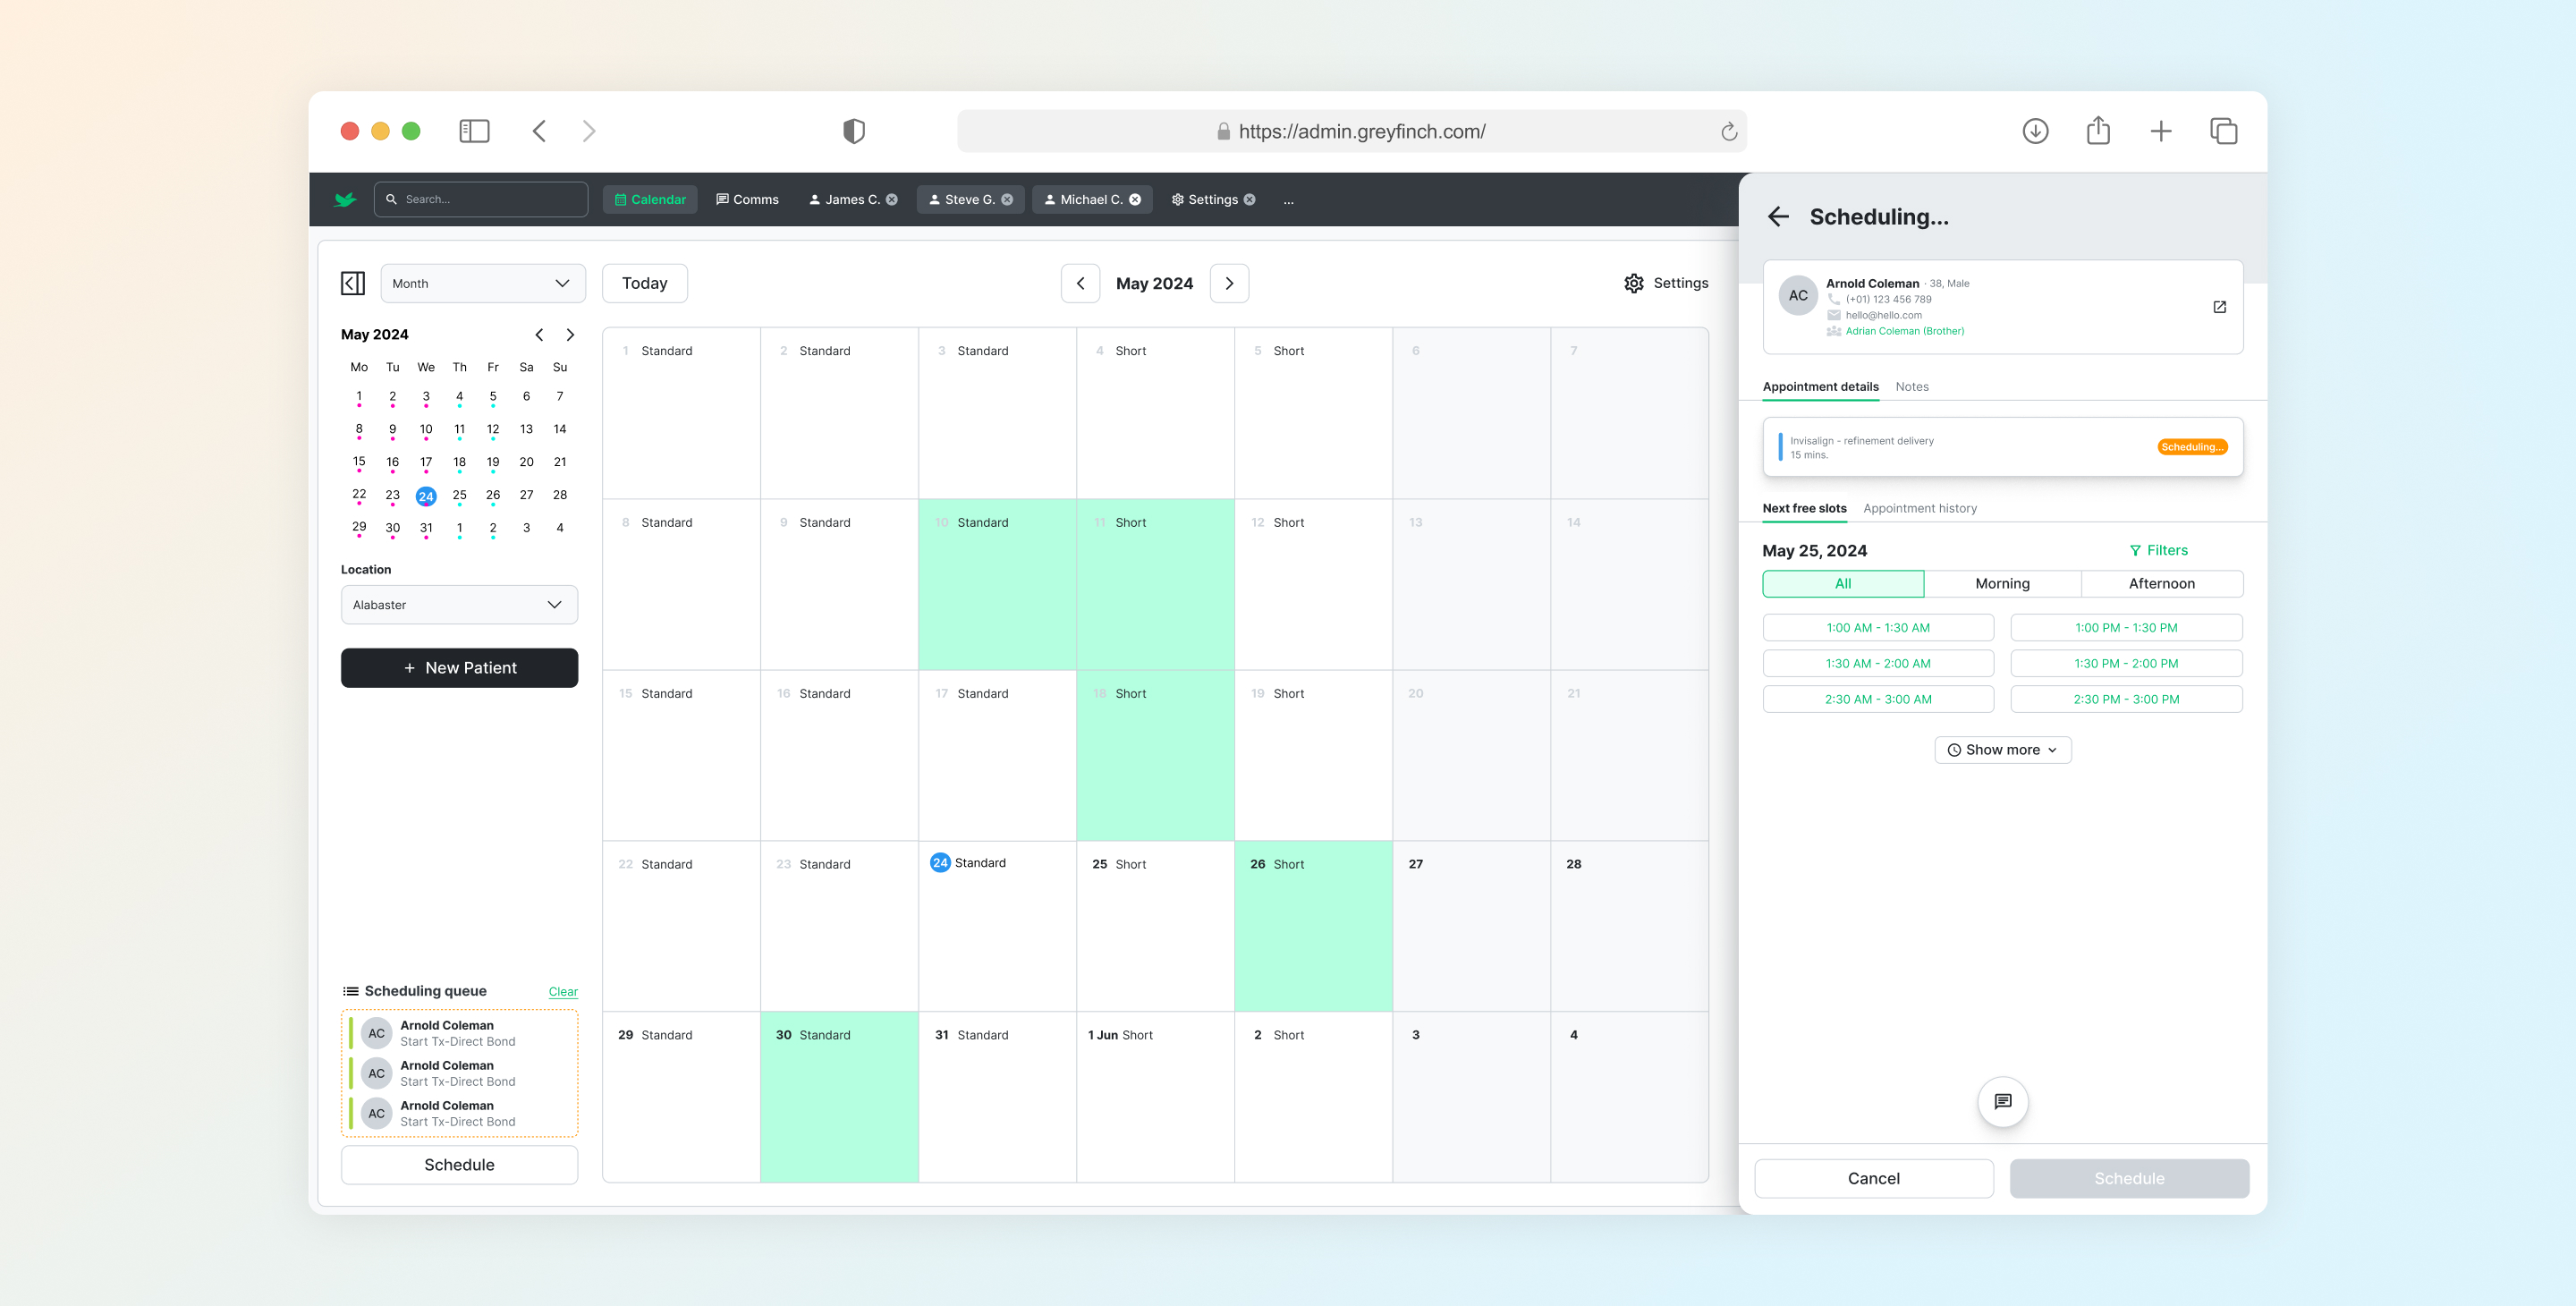 https://admin.greyfinch.com/
Search...
Calendar
Comms
James C.
Steve G.
Michael C.
Settings
...
Month
Today
May 2024
Settings
May 2024
Mo Tu We Th Fr Sa Su
1 2 3 4 5 6 7
8 9 10 11 12 13 14
15 16 17 18 19 20 21
22 23 24 25 26 27 28
29 30 31 1 2 3 4
Location
Alabaster
+ New Patient
Scheduling queue Clear
AC Arnold Coleman
Start Tx-Direct Bond
AC Arnold Coleman
Start Tx-Direct Bond
AC Arnold Coleman
Start Tx-Direct Bond
Schedule
1 Standard 2 Standard 3 Standard 4 Short 5 Short 6 7
8 Standard 9 Standard 10 Standard 11 Short 12 Short 13 14
15 Standard 16 Standard 17 Standard 18 Short 19 Short 20 21
22 Standard 23 Standard 24 Standard 25 Short 26 Short 27 28
29 Standard 30 Standard 31 Standard 1 Jun Short 2 Short 3 4
Scheduling...
AC
Arnold Coleman · 38, Male
(+01) 123 456 789
hello@hello.com
Adrian Coleman (Brother)
Appointment details Notes
Invisalign - refinement delivery
15 mins.
Scheduling...
Next free slots Appointment history
May 25, 2024 Filters
All Morning Afternoon
1:00 AM - 1:30 AM 1:00 PM - 1:30 PM
1:30 AM - 2:00 AM 1:30 PM - 2:00 PM
2:30 AM - 3:00 AM 2:30 PM - 3:00 PM
Show more
Cancel Schedule